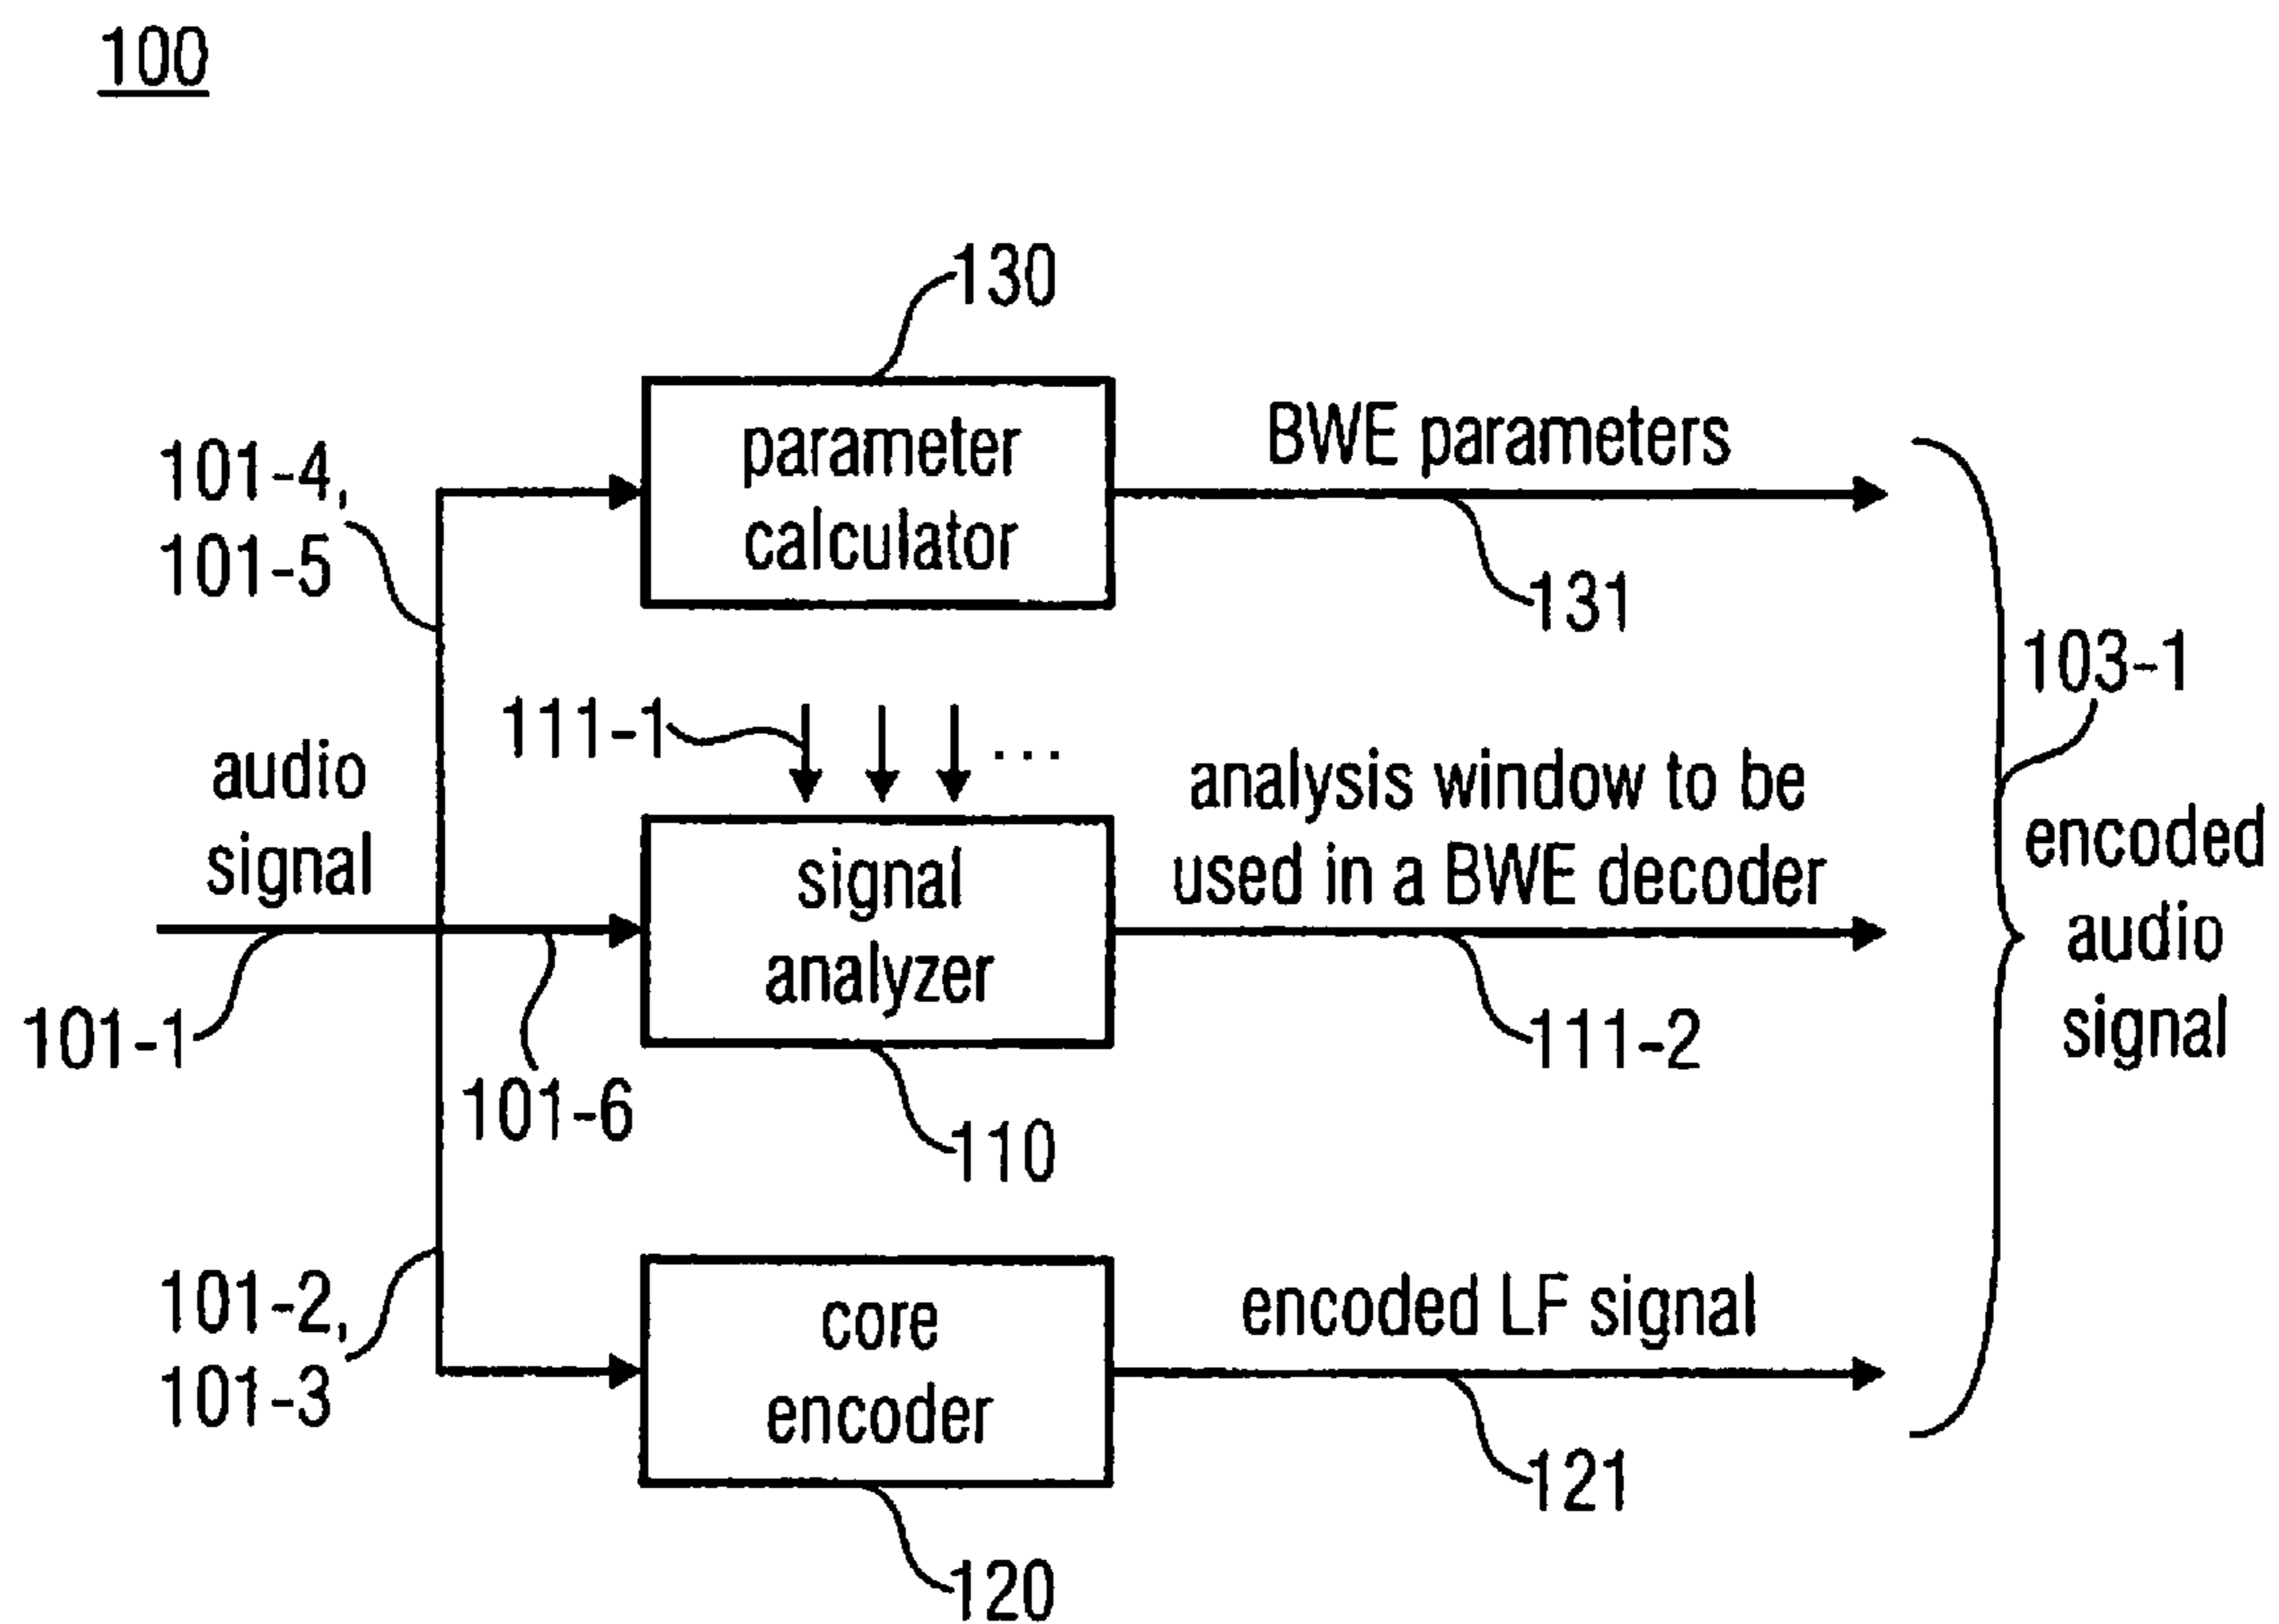 100
130
parameter
calculator
BWE parameters
101-4,
101-5
131
103-1
111-1
...
audio
signal
signal
analyzer
analysis window to be
used in a BWE decoder
encoded
audio
signal
101-1
101-6
111-2
110
101-2,
101-3
core
encoder
encoded LF signal
121
120